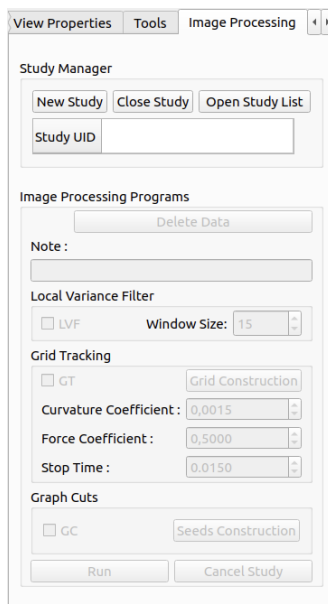 View Properties Tools Image Processing
Study Manager
New Study Close Study Open Study List
Study UID
Image Processing Programs
Delete Data
Note :
Local Variance Filter
LVF Window Size: 15
Grid Tracking
GT Grid Construction
Curvature Coefficient : 0,0015
Force Coefficient : 0,5000
Stop Time : 0.0150
Graph Cuts
GC Seeds Construction
Run Cancel Study